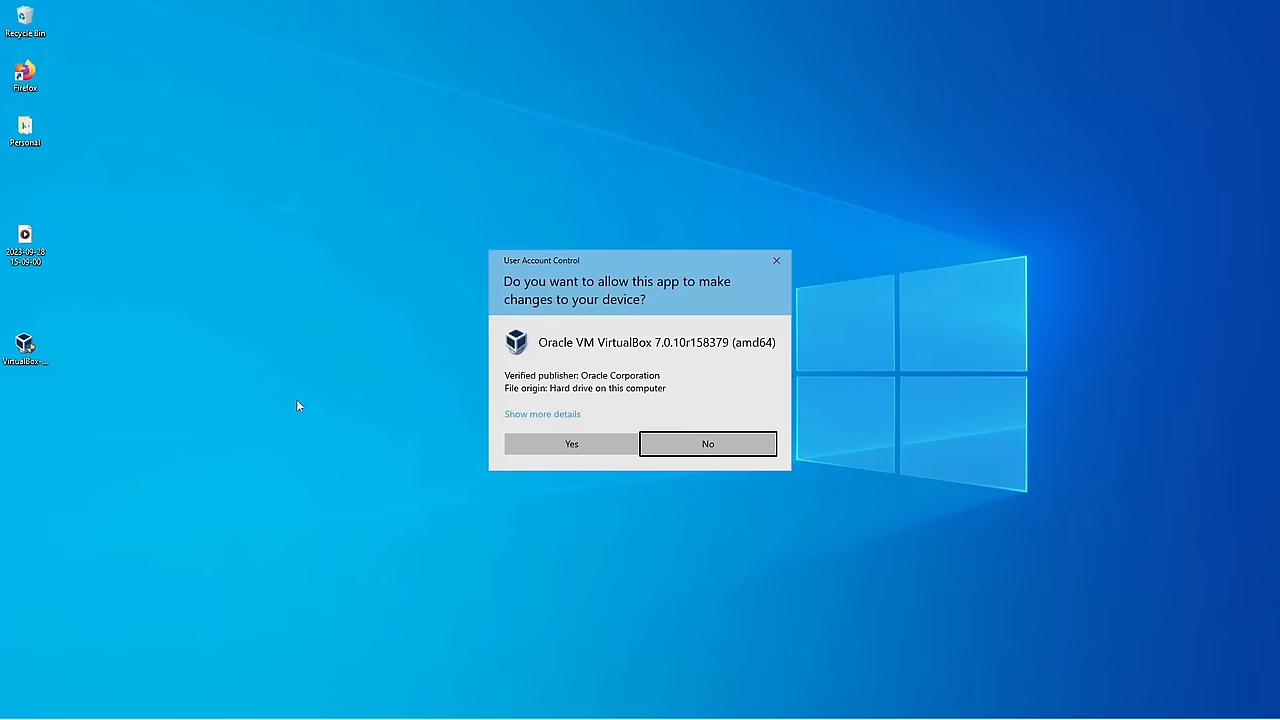 Recycle Bin
Firefox
Personal
2023-09-28
15-09-00
VirtualBox-...
User Account Control
Do you want to allow this app to make
changes to your device?
Oracle VM VirtualBox 7.0.10r158379 (amd64)
Verified publisher: Oracle Corporation
File origin: Hard drive on this computer
Show more details
Yes
No